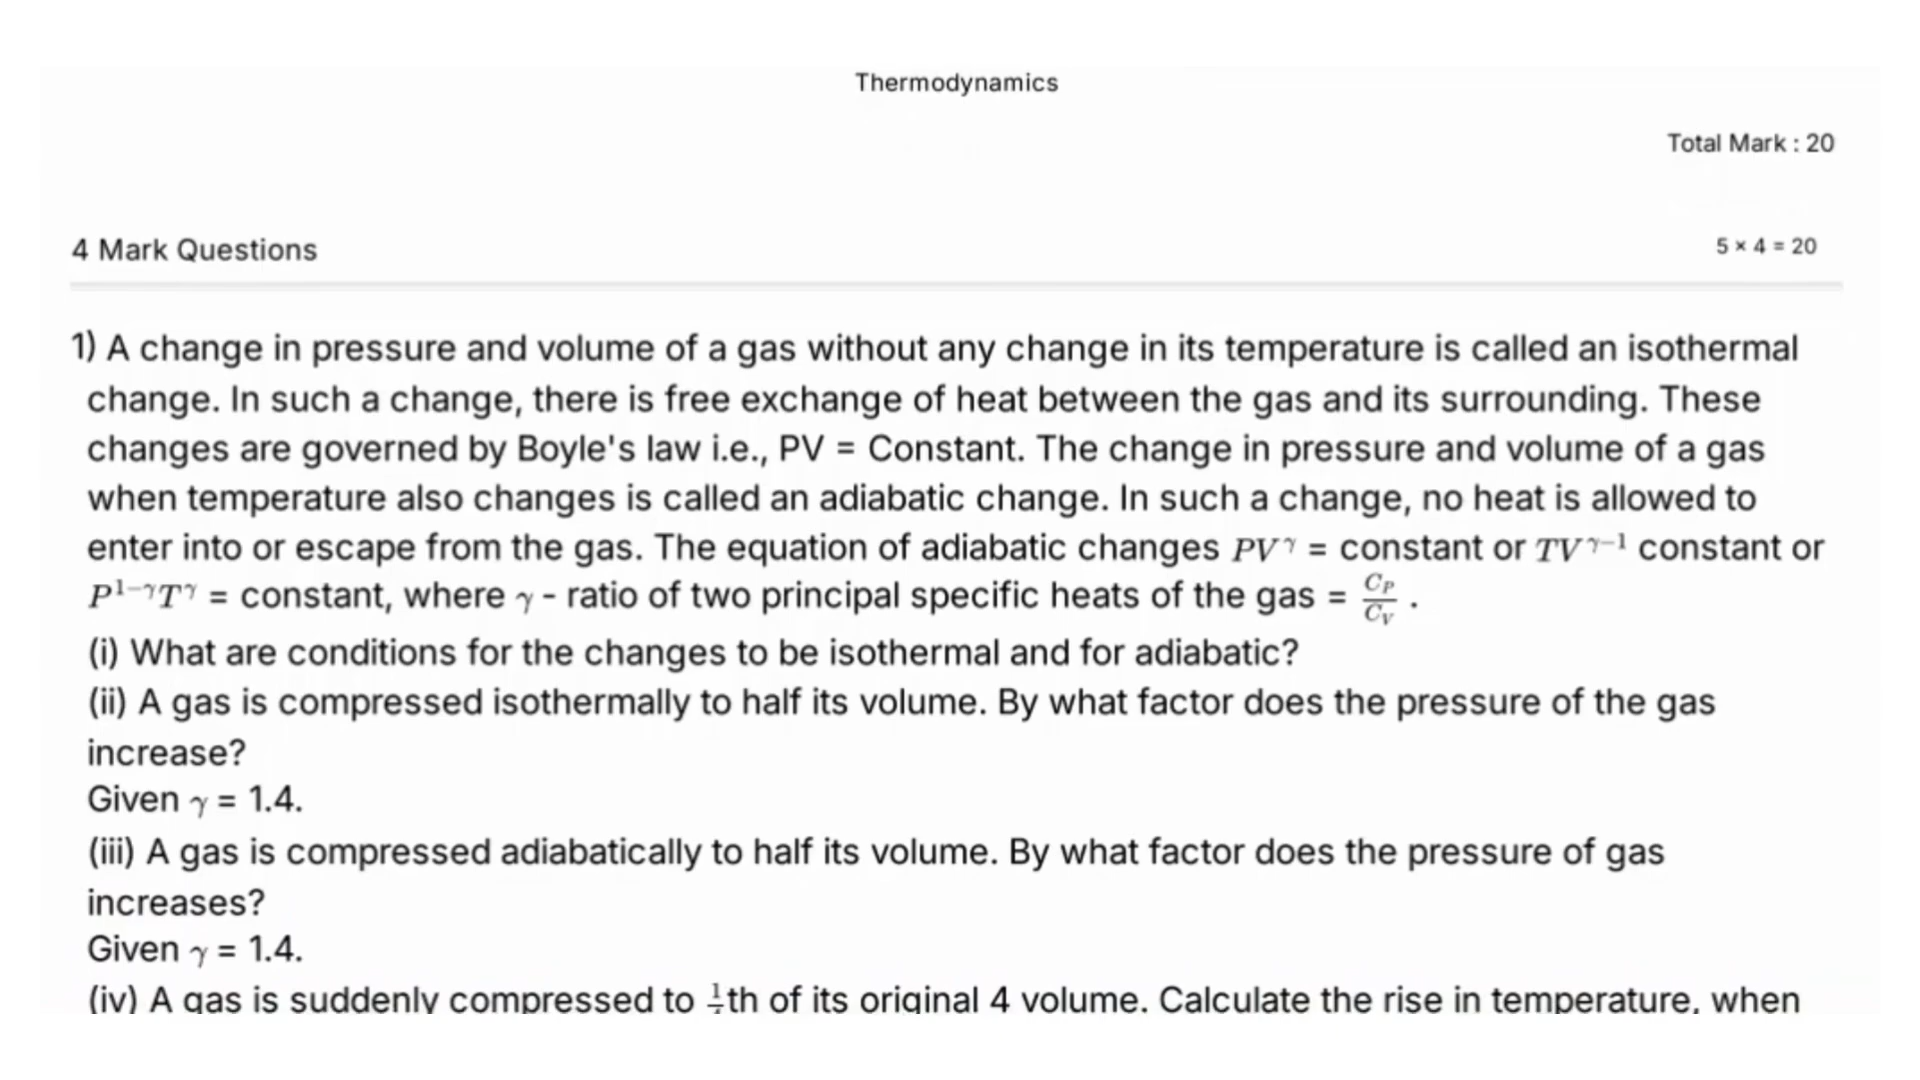 Thermodynamics
Total Mark : 20
4 Mark Questions
5 × 4 = 20
1) A change in pressure and volume of a gas without any change in its temperature is called an isothermal
change. In such a change, there is free exchange of heat between the gas and its surrounding. These
changes are governed by Boyle's law i.e., PV = Constant. The change in pressure and volume of a gas
when temperature also changes is called an adiabatic change. In such a change, no heat is allowed to
enter into or escape from the gas. The equation of adiabatic changes PV^γ = constant or TV^γ−1 constant or
P^1−γT^γ = constant, where γ - ratio of two principal specific heats of the gas = C_P/C_V .
(i) What are conditions for the changes to be isothermal and for adiabatic?
(ii) A gas is compressed isothermally to half its volume. By what factor does the pressure of the gas
increase?
Given γ = 1.4.
(iii) A gas is compressed adiabatically to half its volume. By what factor does the pressure of gas
increases?
Given γ = 1.4.
(iv) A gas is suddenly compressed to th of its original 4 volume. Calculate the rise in temperature, when